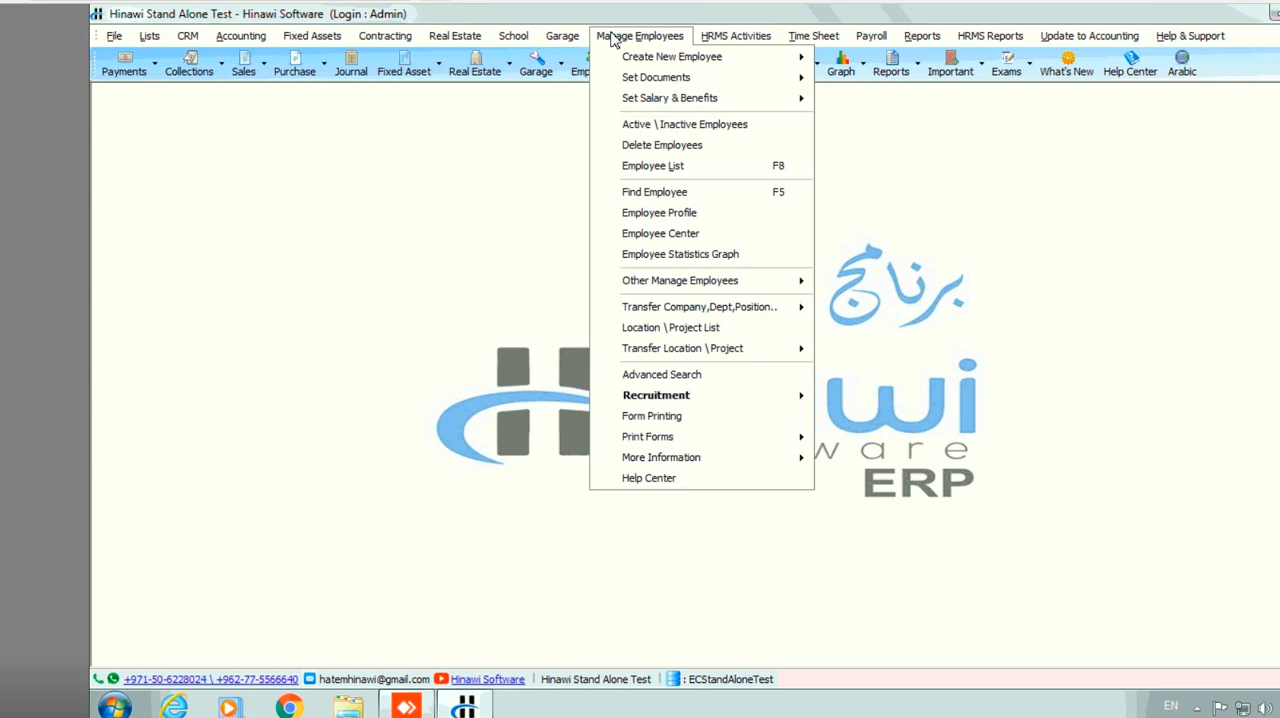 Hinawi Stand Alone Test - Hinawi Software (Login : Admin)
File Lists CRM Accounting Fixed Assets Contracting Real Estate School Garage Manage Employees HRMS Activities Time Sheet Payroll Reports HRMS Reports Update to Accounting Help & Support
Payments Collections Sales Purchase Journal Fixed Asset Real Estate Garage Emp Graph Reports Important Exams What's New Help Center Arabic
Create New Employee
Set Documents
Set Salary & Benefits
Active \ Inactive Employees
Delete Employees
Employee List F8
Find Employee F5
Employee Profile
Employee Center
Employee Statistics Graph
Other Manage Employees
Transfer Company,Dept,Position..
Location \ Project List
Transfer Location \ Project
Advanced Search
Recruitment
Form Printing
Print Forms
More Information
Help Center
برنامج
H wi
ware
ERP
+971-50-6228024 \ +962-77-5566640 hatemhinawi@gmail.com Hinawi Software Hinawi Stand Alone Test : ECStandAloneTest
EN